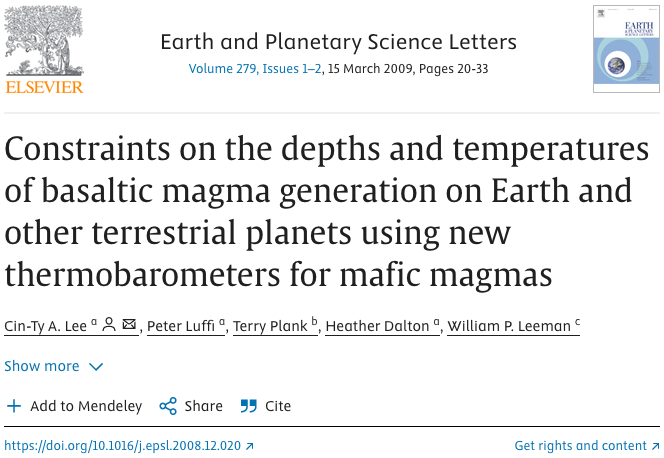 ELSEVIER
Earth and Planetary Science Letters
Volume 279, Issues 1–2, 15 March 2009, Pages 20-33
EARTH
& PLANETARY
SCIENCE LETTERS
Constraints on the depths and temperatures
of basaltic magma generation on Earth and
other terrestrial planets using new
thermobarometers for mafic magmas
Cin-Ty A. Lee a, Peter Luffi a, Terry Plank b, Heather Dalton a, William P. Leeman c
Show more
Add to Mendeley Share Cite
https://doi.org/10.1016/j.epsl.2008.12.020 Get rights and content